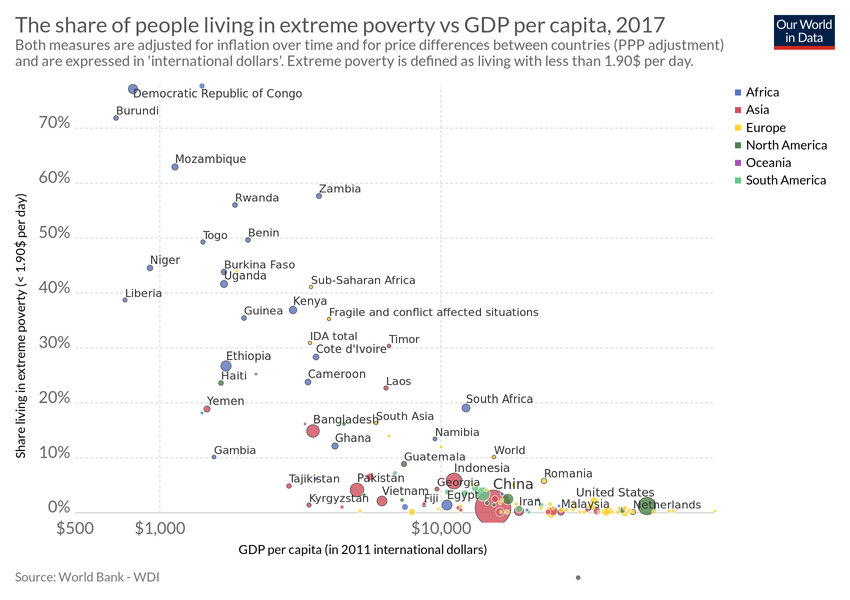 The share of people living in extreme poverty vs GDP per capita, 2017
Both measures are adjusted for inflation over time and for price differences between countries (PPP adjustment)
and are expressed in 'international dollars'. Extreme poverty is defined as living with less than 1.90$ per day.
Our World
in Data
Africa
Asia
Europe
North America
Oceania
South America
Share living in extreme poverty (< 1.90$ per day)
70%
60%
50%
40%
30%
20%
10%
0%
Democratic Republic of Congo
Burundi
Mozambique
Zambia
Rwanda
Togo
Benin
Niger
Burkina Faso
Uganda
Sub-Saharan Africa
Liberia
Kenya
Guinea
Fragile and conflict affected situations
IDA total
Timor
Cote d'Ivoire
Ethiopia
Haiti
Cameroon
Laos
Yemen
South Africa
Bangladesh
South Asia
Ghana
Namibia
Gambia
Guatemala
World
Indonesia
Romania
Tajikistan
Pakistan
Georgia
China
Kyrgyzstan
Vietnam
Fiji
Egypt
Iran
United States
Malaysia
Netherlands
$500
$1,000
$10,000
GDP per capita (in 2011 international dollars)
Source: World Bank - WDI